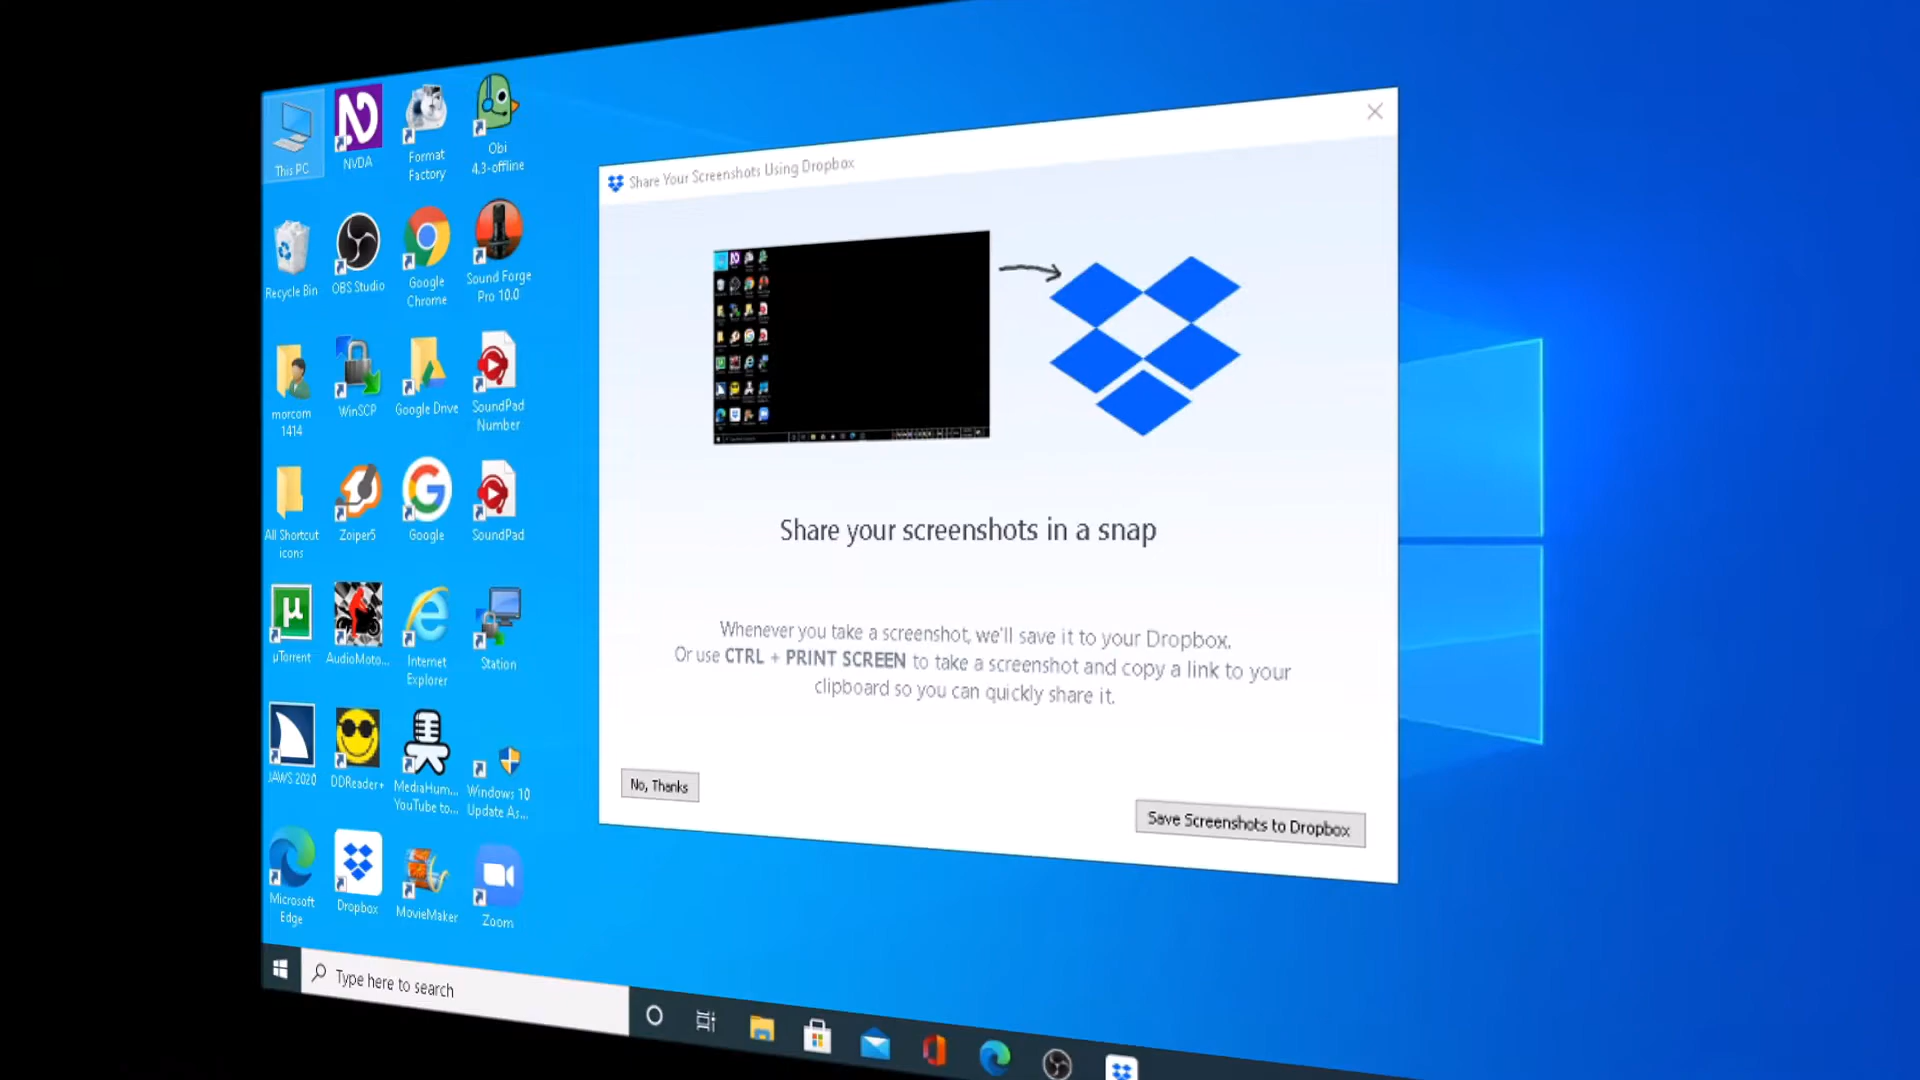 This PC
NVDA
Format
Factory
Obi
4.3-offline
Recycle Bin
OBS Studio
Google
Chrome
Sound Forge
Pro 10.0
morcom
1414
WinSCP
Google Drive
SoundPad
Number
All Shortcut
icons
Zoiper5
Google
SoundPad
µTorrent
AudioMoto...
Internet
Explorer
Station
JAWS 2020
DDReader+
MediaHum...
YouTube to...
Windows 10
Update As...
Microsoft
Edge
Dropbox
MovieMaker
Zoom
Share Your Screenshots Using Dropbox
Share your screenshots in a snap
Whenever you take a screenshot, we'll save it to your Dropbox.
Or use CTRL + PRINT SCREEN to take a screenshot and copy a link to your
clipboard so you can quickly share it.
No, Thanks
Save Screenshots to Dropbox
Type here to search